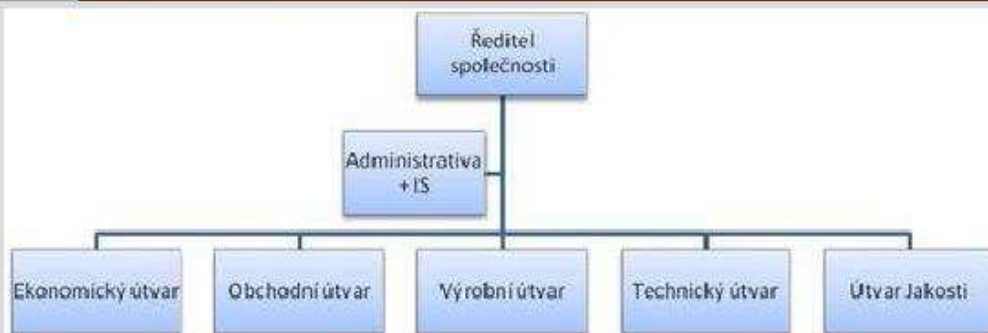 Ředitel
společnosti
Administrativa
+ IS
Ekonomický útvar
Obchodní útvar
Výrobní útvar
Technický útvar
Útvar Jakosti